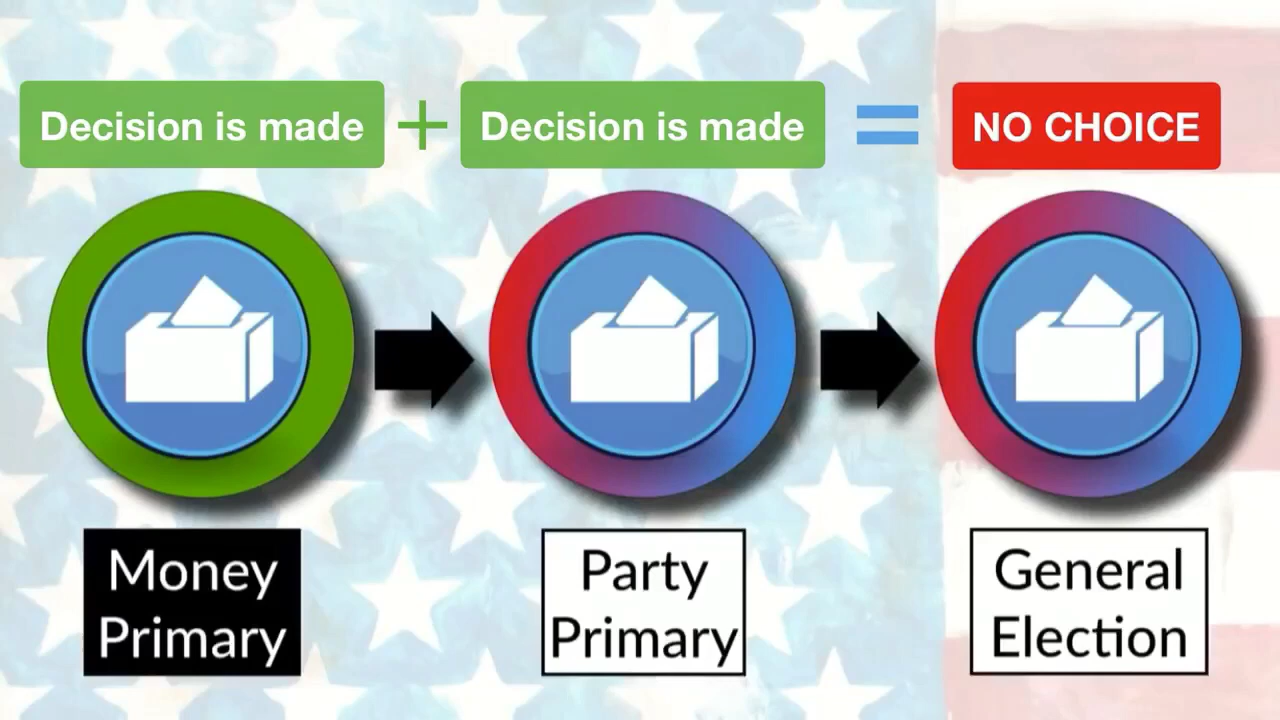 Decision is made + Decision is made = NO CHOICE
Money
Primary
Party
Primary
General
Election